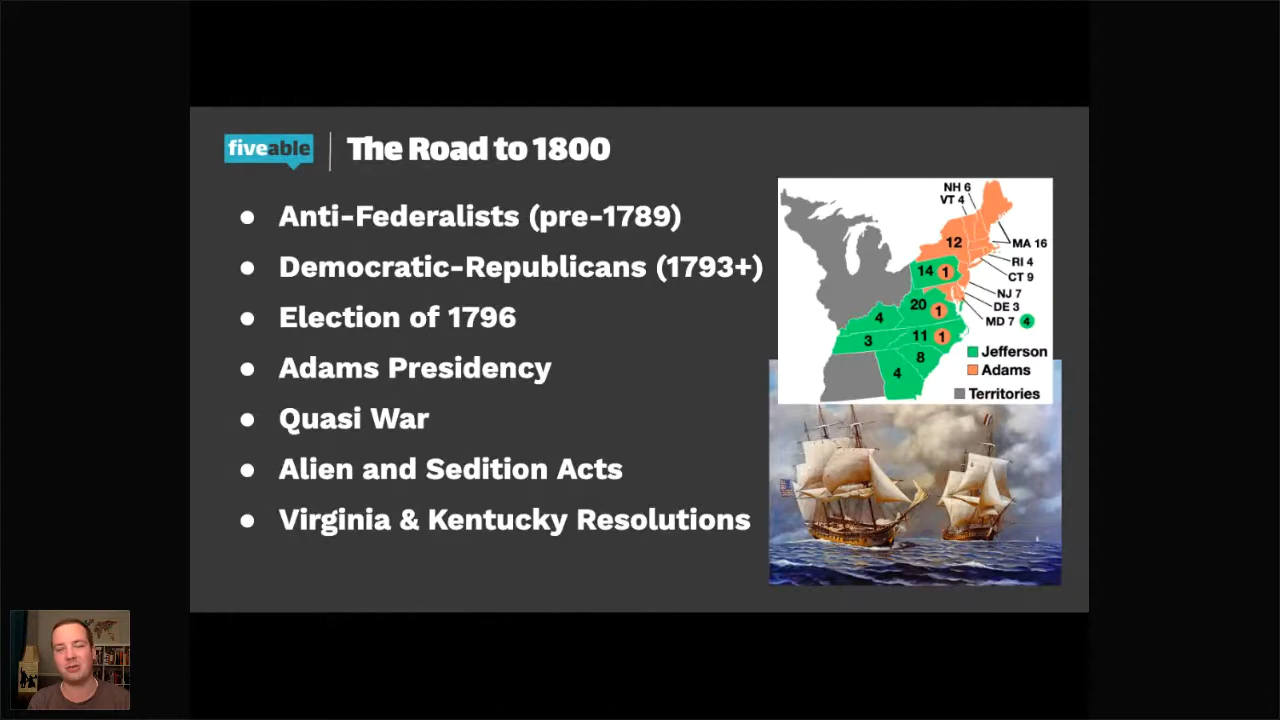 fiveable
The Road to 1800
● Anti-Federalists (pre-1789)
● Democratic-Republicans (1793+)
● Election of 1796
● Adams Presidency
● Quasi War
● Alien and Sedition Acts
● Virginia & Kentucky Resolutions
NH 6
VT 4
12
MA 16
RI 4
14 1
CT 9
NJ 7
20 1
DE 3
4
MD 7 4
3
11 1
8
4
Jefferson
Adams
Territories